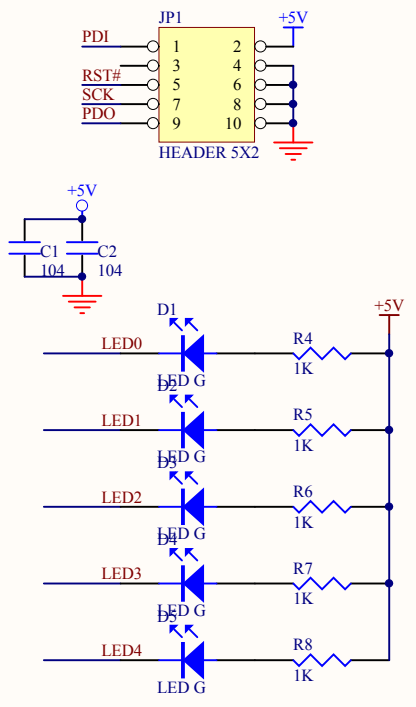 JP1
+5V
PDI
1
2
3
4
RST#
5
6
SCK
7
8
PDO
9
10
HEADER 5X2
+5V
C1
C2
104
104
+5V
D1
LED0
R4
1K
LED G
D2
LED1
R5
1K
LED G
D3
LED2
R6
1K
LED G
D4
LED3
R7
1K
LED G
D5
LED4
R8
1K
LED G